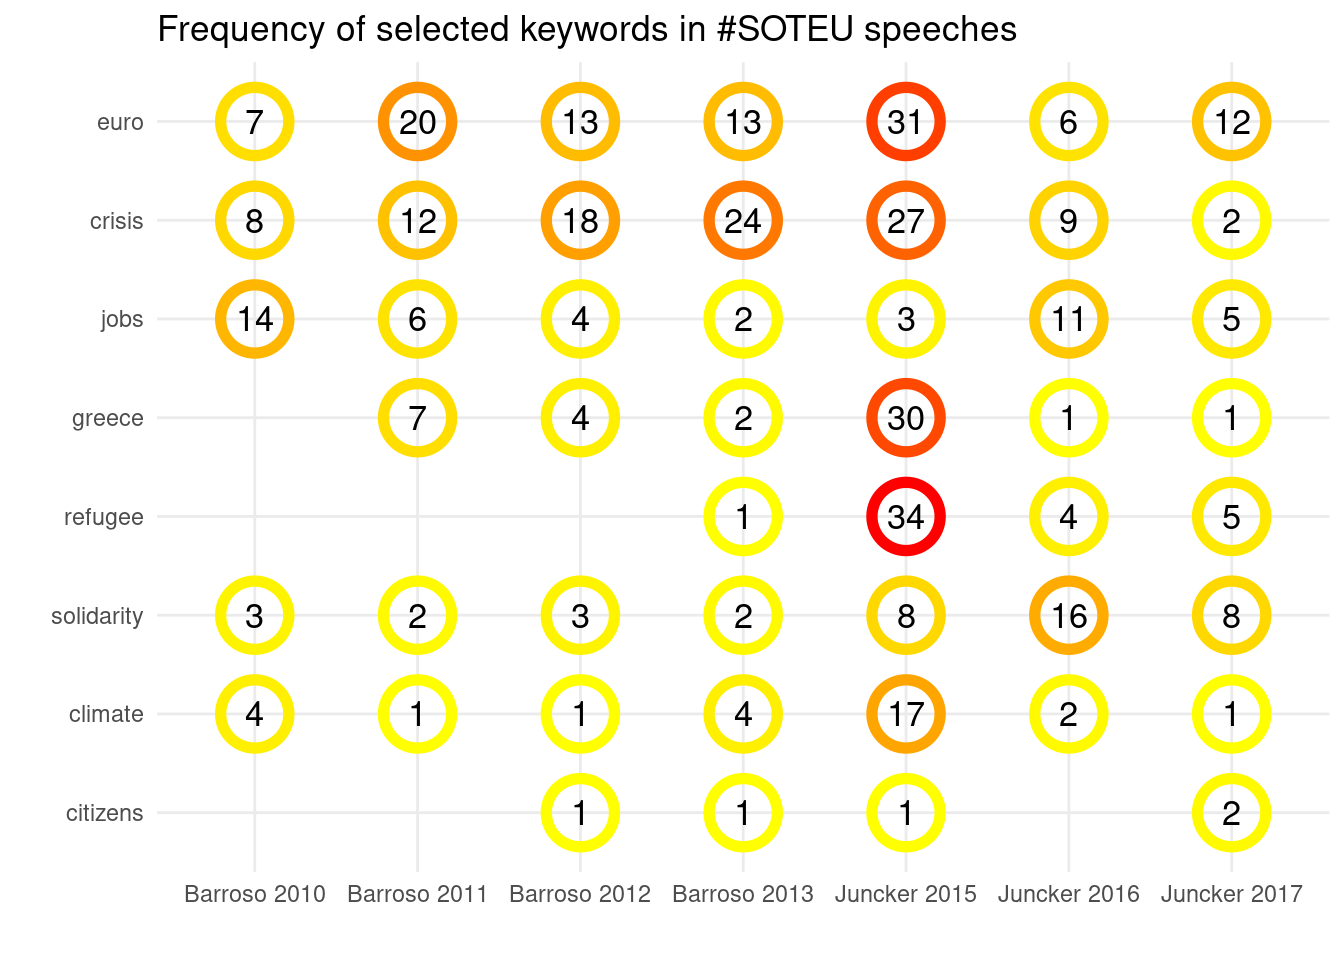 Frequency of selected keywords in #SOTEU speeches
euro 7 20 13 13 31 6 12
crisis 8 12 18 24 27 9 2
jobs 14 6 4 2 3 11 5
greece 7 4 2 30 1 1
refugee 1 34 4 5
solidarity 3 2 3 2 8 16 8
climate 4 1 1 4 17 2 1
citizens 1 1 1 2
Barroso 2010 Barroso 2011 Barroso 2012 Barroso 2013 Juncker 2015 Juncker 2016 Juncker 2017